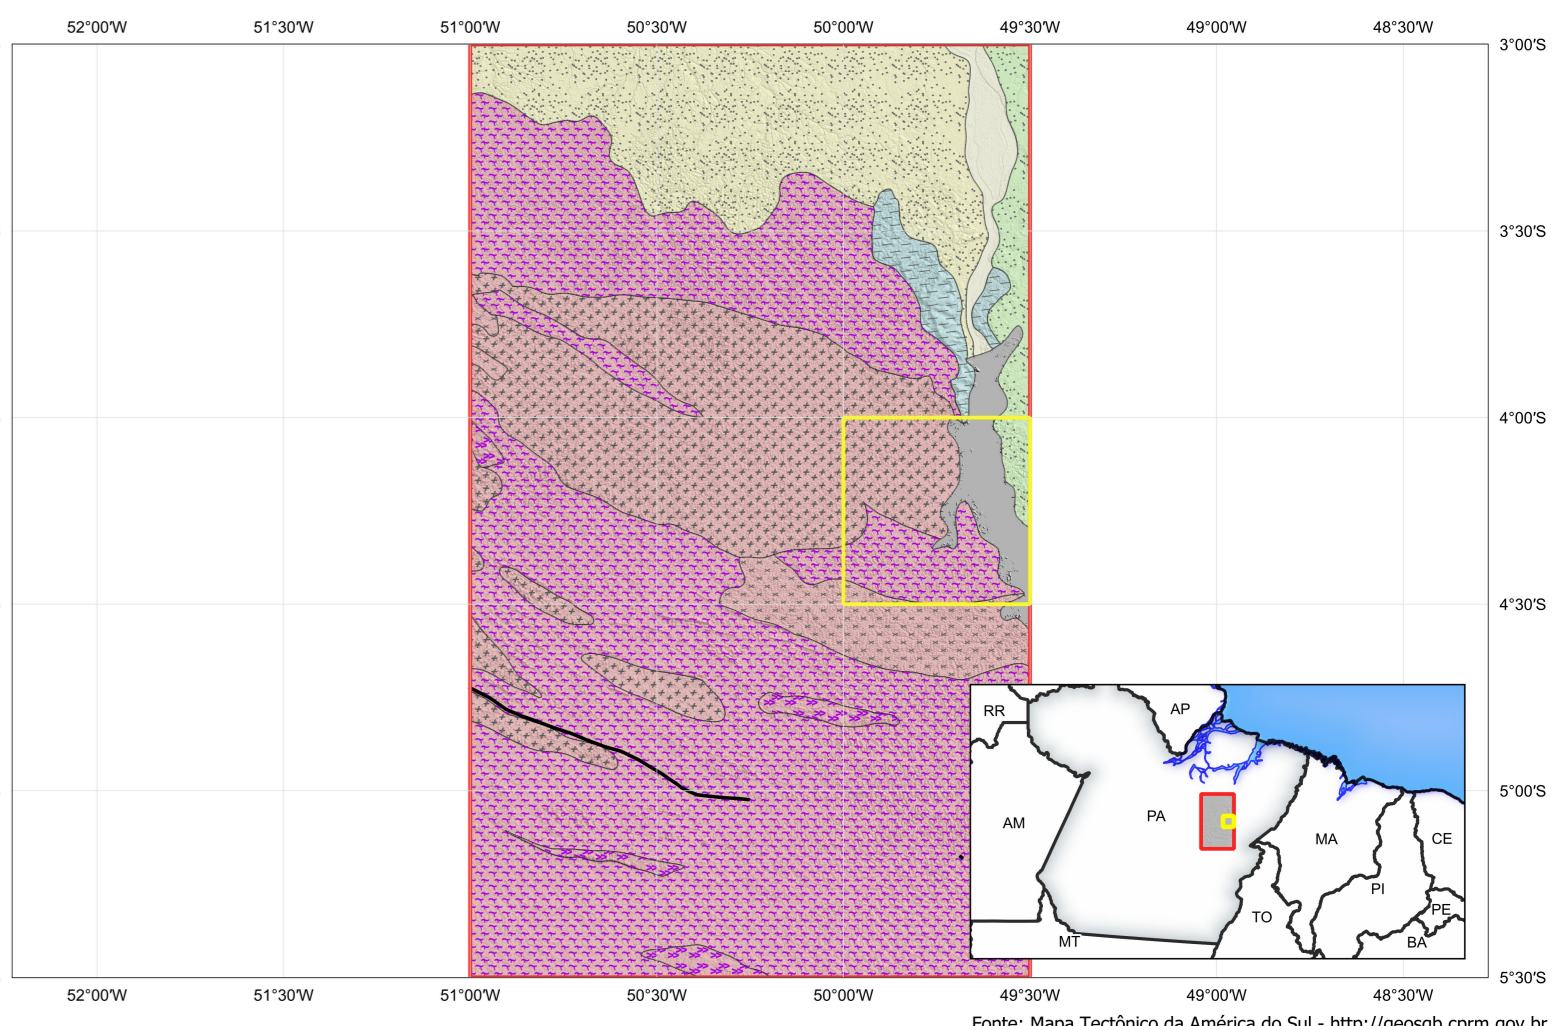 52°00'W 51°30'W 51°00'W 50°30'W 50°00'W 49°30'W 49°00'W 48°30'W
3°00'S
3°30'S
4°00'S
4°30'S
5°00'S
5°30'S
RR
AP
AM
PA
MA
CE
PI
PE
TO
MT
BA
52°00'W 51°30'W 51°00'W 50°30'W 50°00'W 49°30'W 49°00'W 48°30'W
Fonte: Mapa Tectônico da América do Sul - http://geosgb.cprm.gov.br